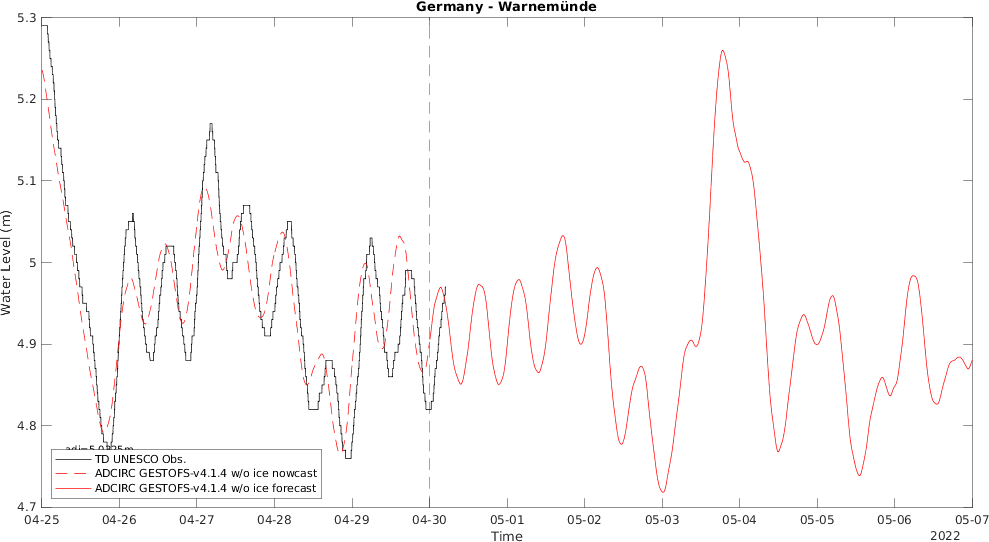 Germany - Warnemünde
5.3
5.2
5.1
5
4.9
4.8
4.7
Water Level (m)
TD UNESCO Obs.
ADCIRC GESTOFS-v4.1.4 w/o ice nowcast
ADCIRC GESTOFS-v4.1.4 w/o ice forecast
04-25 04-26 04-27 04-28 04-29 04-30 05-01 05-02 05-03 05-04 05-05 05-06 05-07
Time
2022